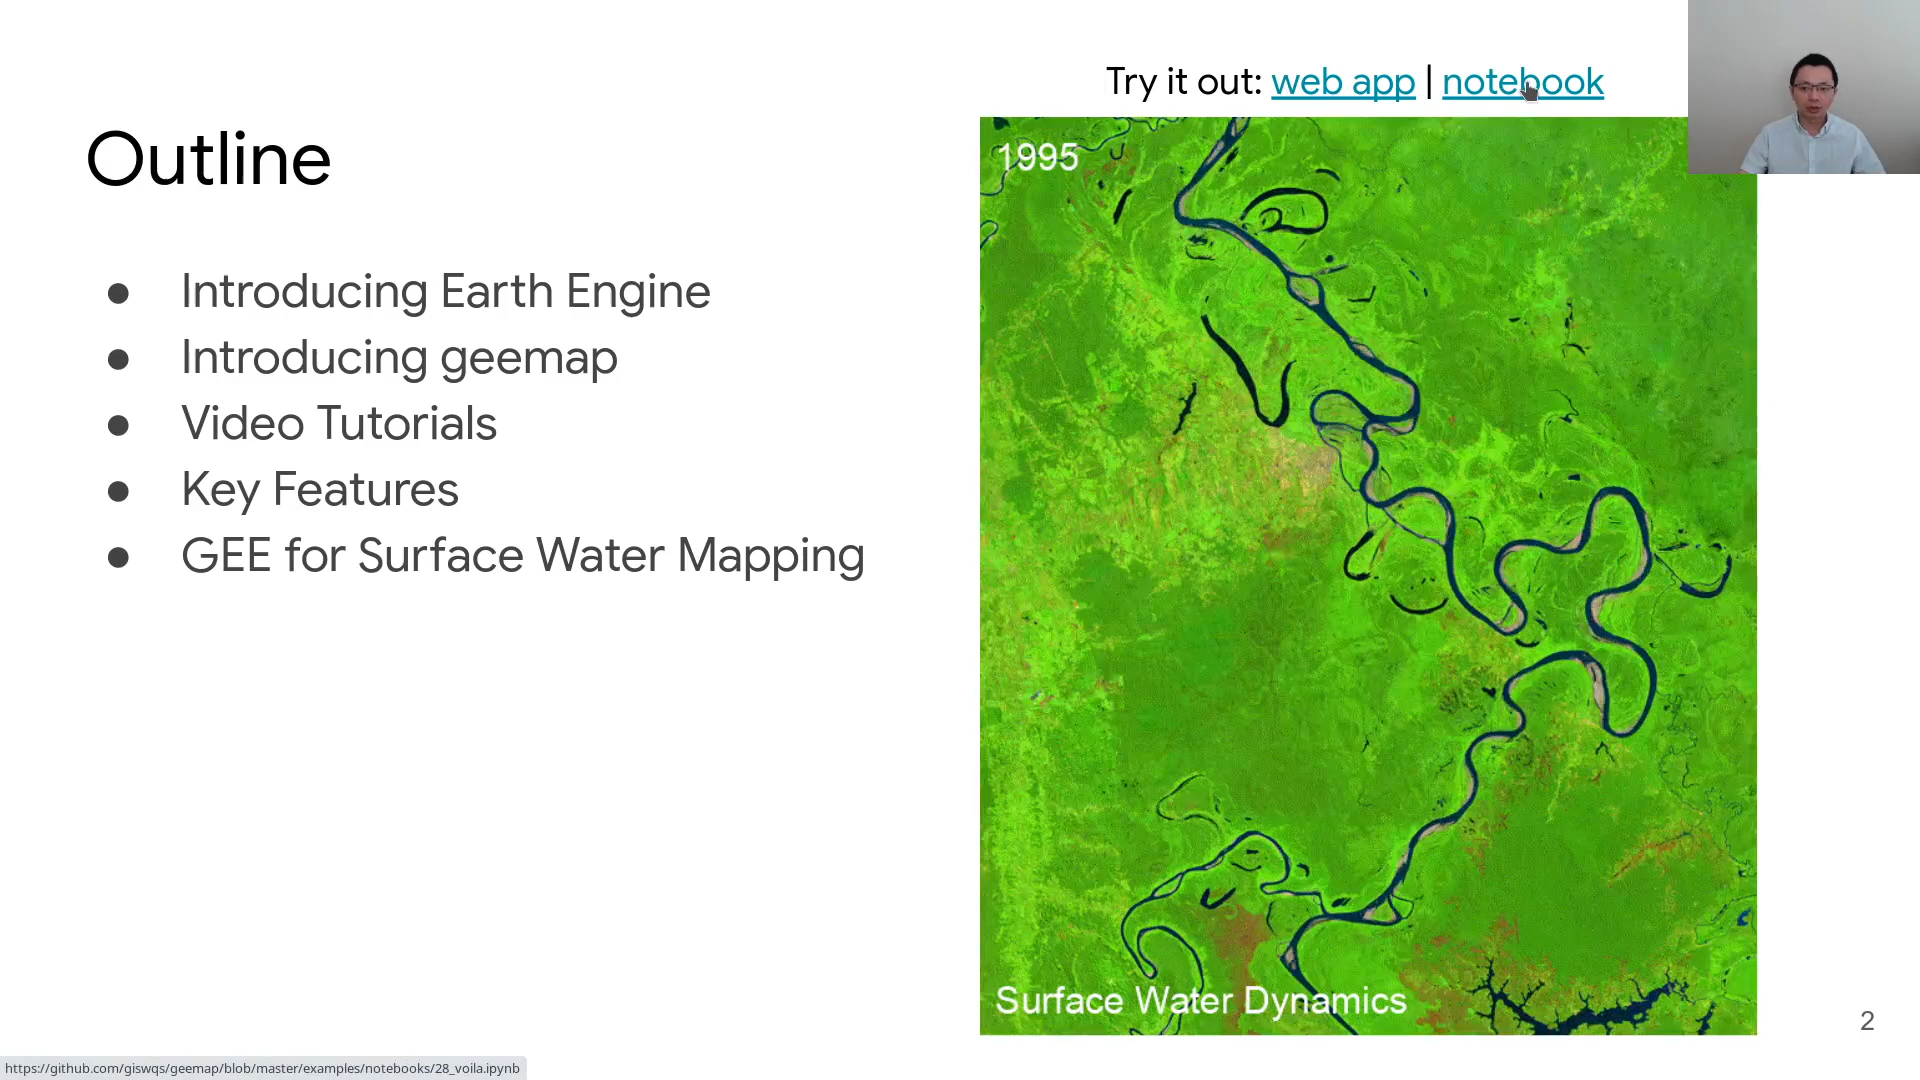 Try it out: web app | notebook
Outline
● Introducing Earth Engine
● Introducing geemap
● Video Tutorials
● Key Features
● GEE for Surface Water Mapping
1995
Surface Water Dynamics
2
https://github.com/giswqs/geemap/blob/master/examples/notebooks/28_voila.ipynb